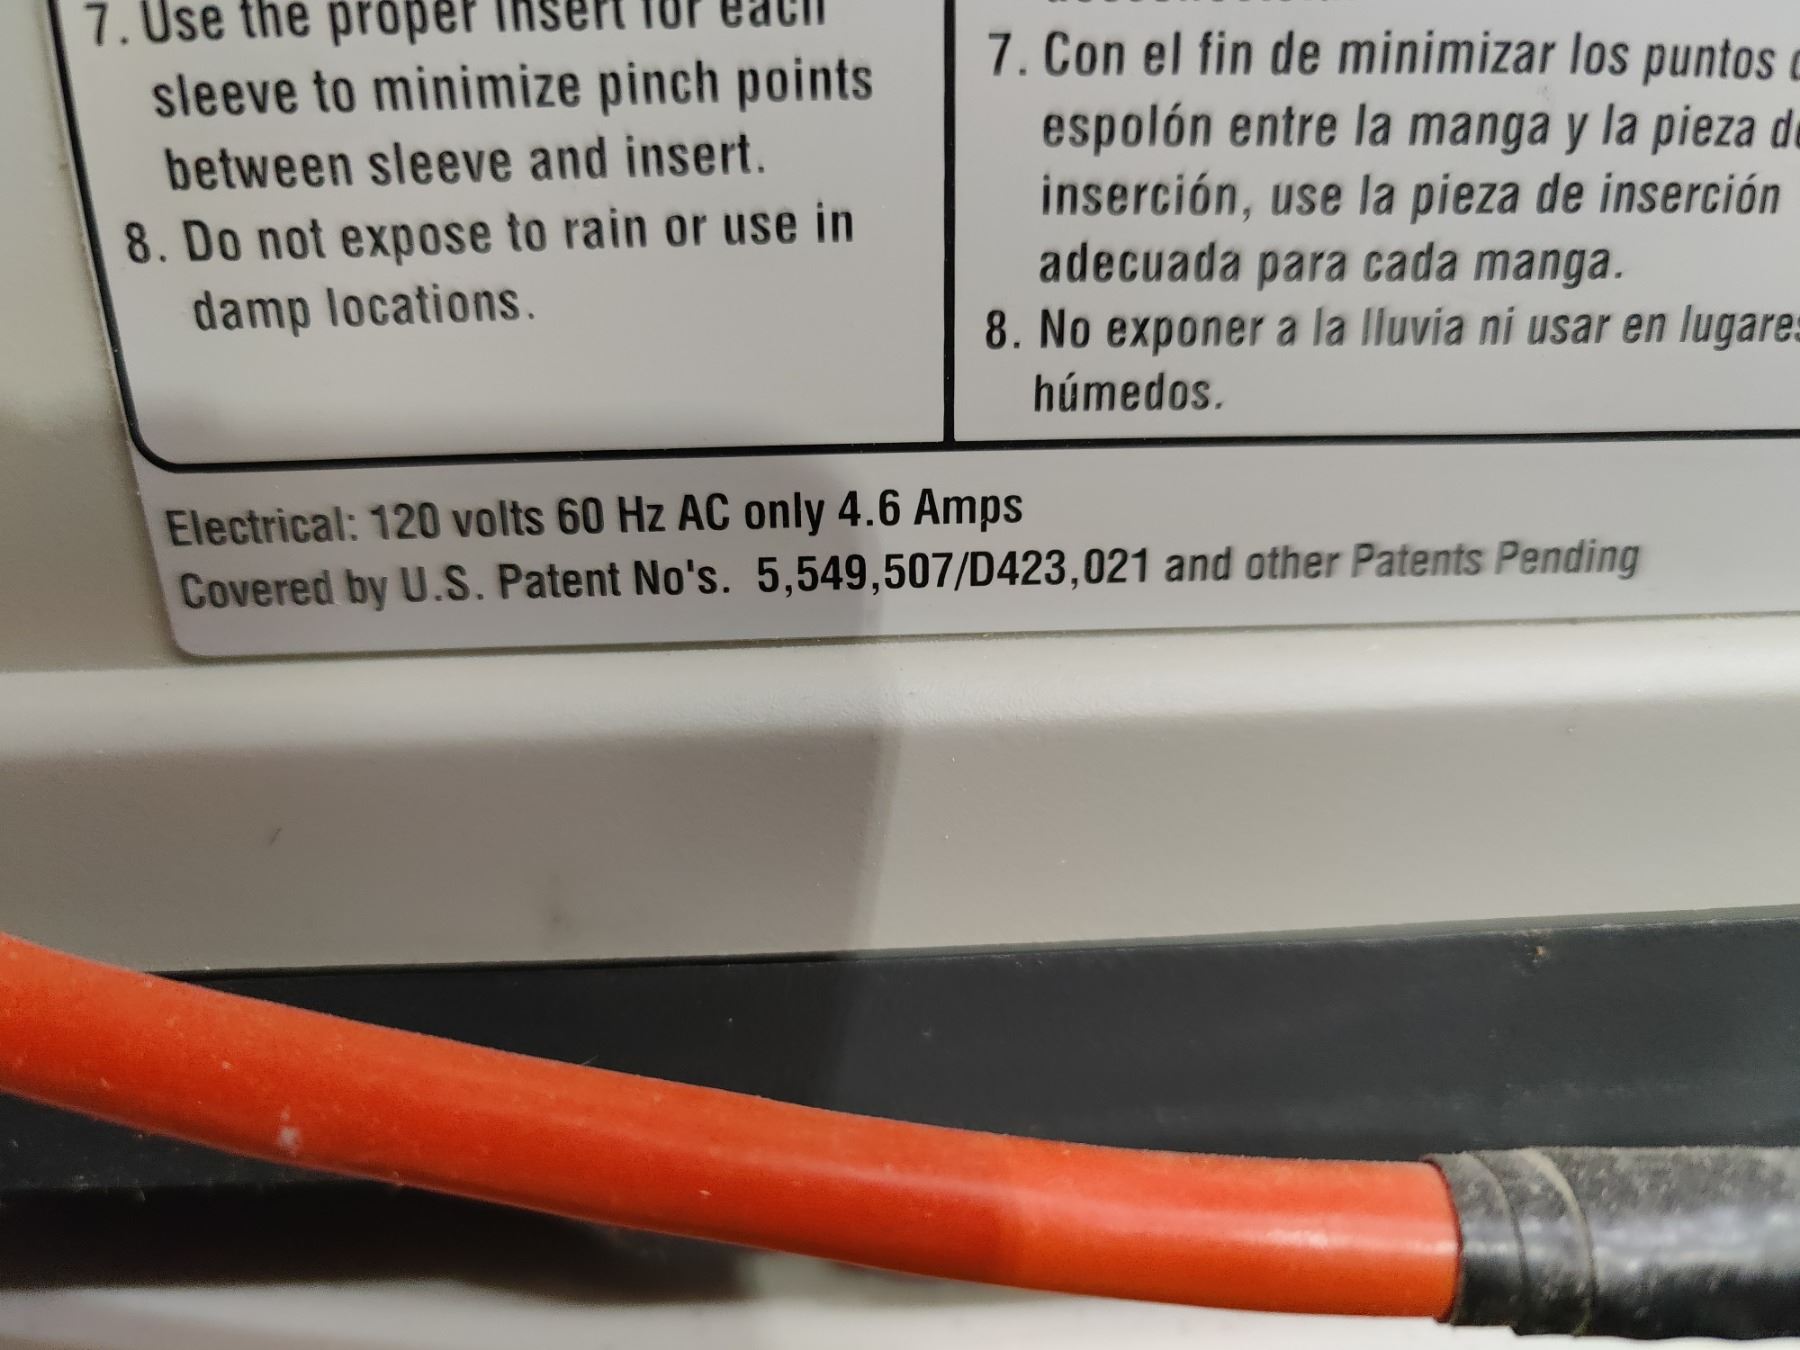 7. Use the proper insert for each
sleeve to minimize pinch points
between sleeve and insert.
8. Do not expose to rain or use in
damp locations.
7. Con el fin de minimizar los puntos
espolón entre la manga y la pieza
inserción, use la pieza de inserción
adecuada para cada manga.
8. No exponer a la lluvia ni usar en lugares
húmedos.
Electrical: 120 volts 60 Hz AC only 4.6 Amps
Covered by U.S. Patent No's. 5,549,507/D423,021 and other Patents Pending